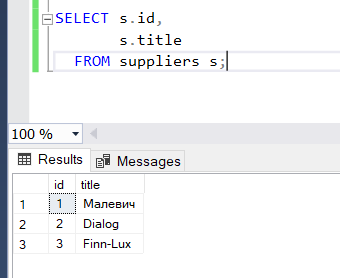 SELECT s.id,
s.title
FROM suppliers s;
100 %
Results Messages
id title
1 1 Малевич
2 2 Dialog
3 3 Finn-Lux